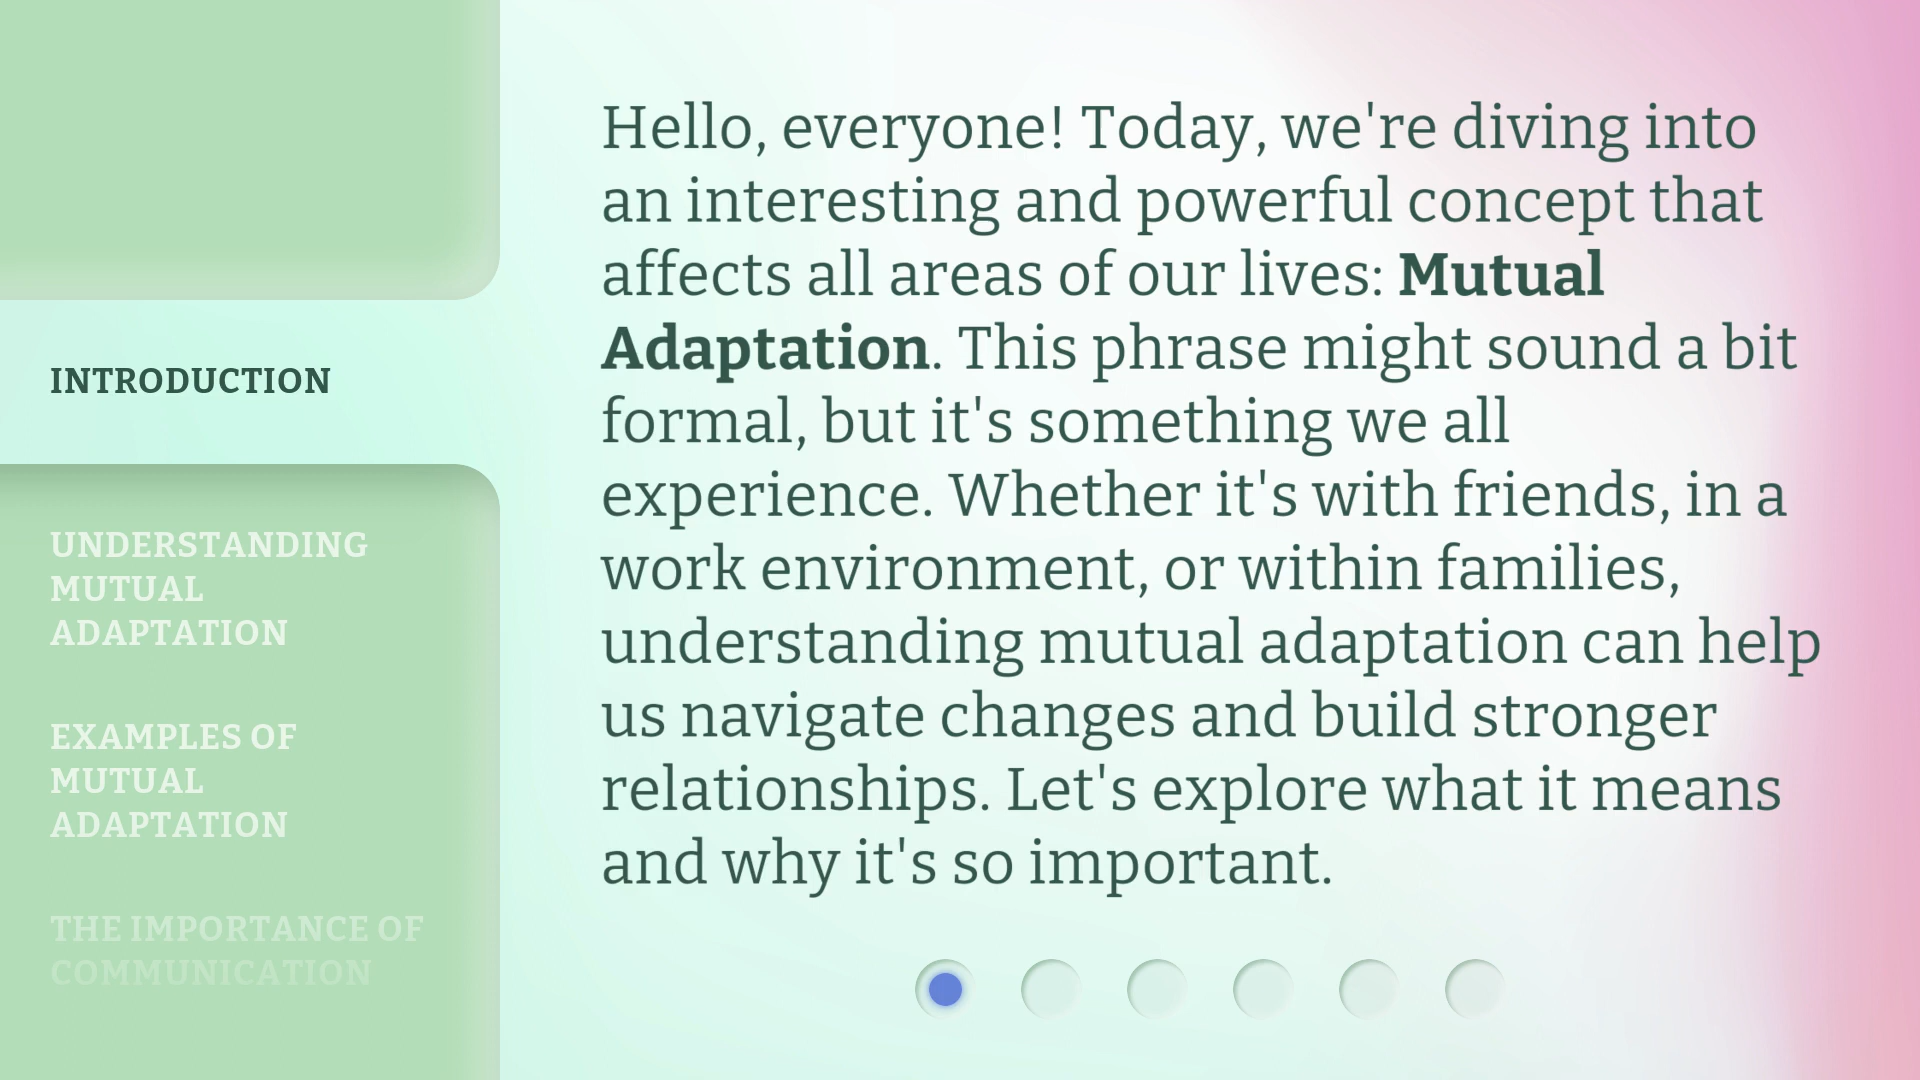 INTRODUCTION
UNDERSTANDING
MUTUAL
ADAPTATION
EXAMPLES OF
MUTUAL
ADAPTATION
THE IMPORTANCE OF
COMMUNICATION
Hello, everyone! Today, we're diving into
an interesting and powerful concept that
affects all areas of our lives: Mutual
Adaptation. This phrase might sound a bit
formal, but it's something we all
experience. Whether it's with friends, in a
work environment, or within families,
understanding mutual adaptation can help
us navigate changes and build stronger
relationships. Let's explore what it means
and why it's so important.